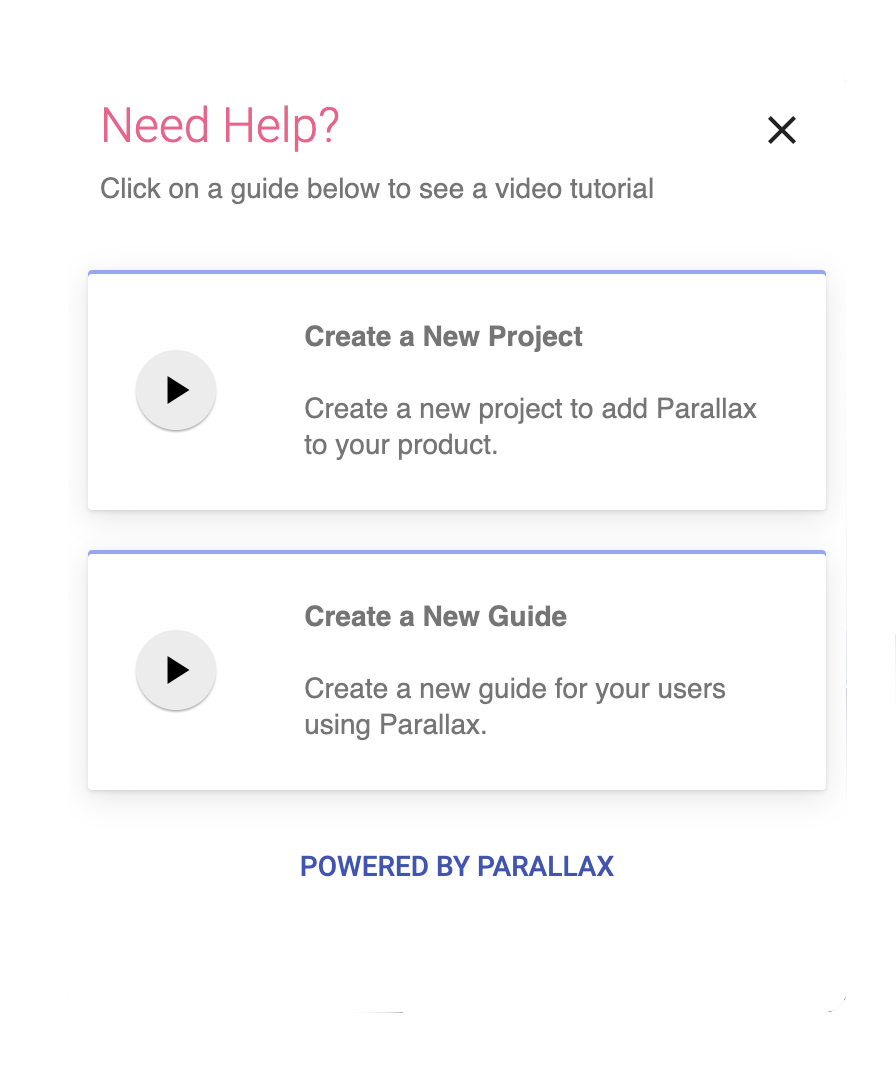 Need Help?
Click on a guide below to see a video tutorial
Create a New Project
Create a new project to add Parallax
to your product.
Create a New Guide
Create a new guide for your users
using Parallax.
POWERED BY PARALLAX